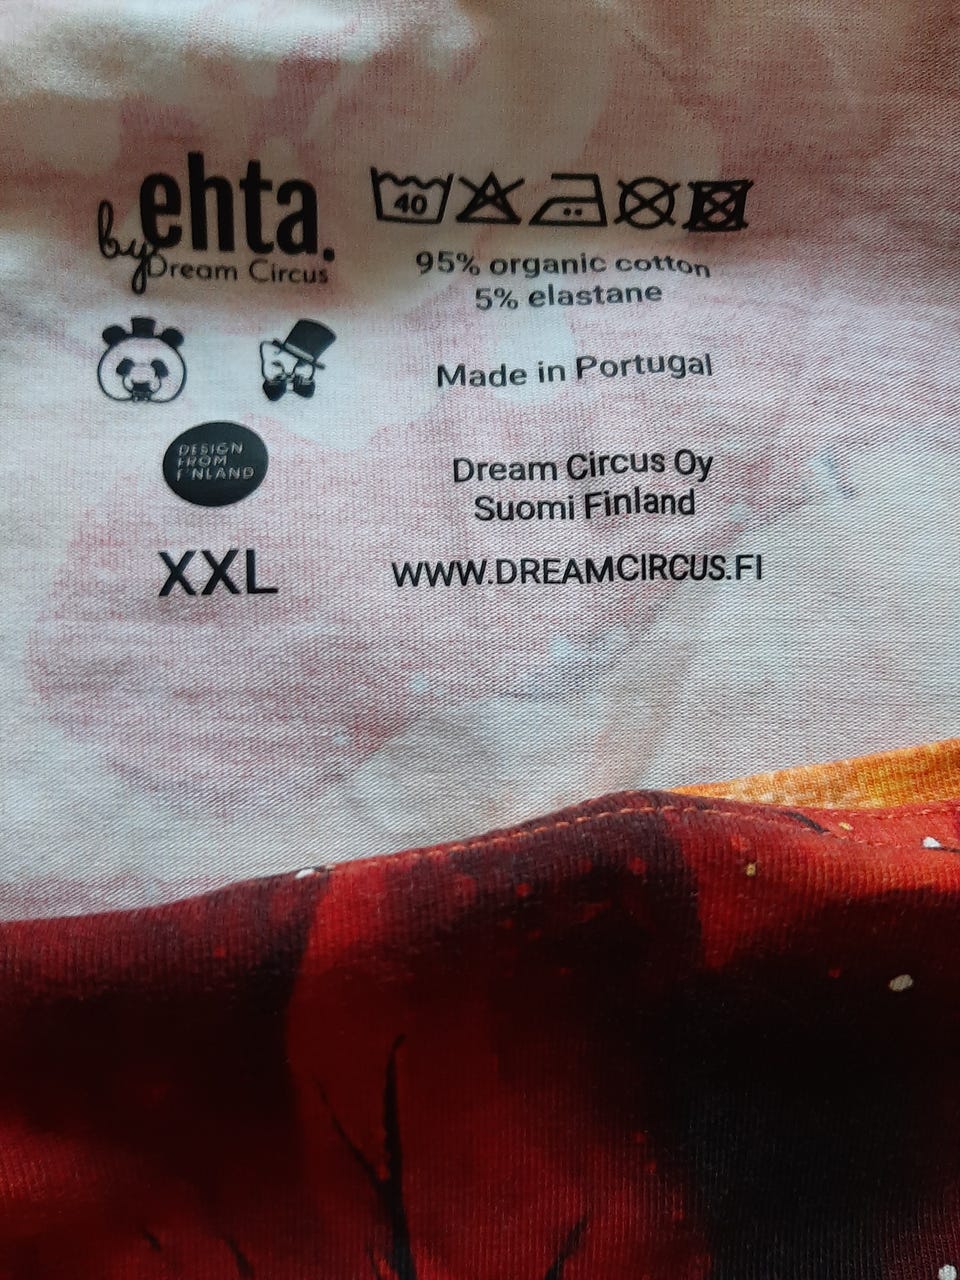 ehta.
by Dream Circus
DESIGN
FROM
FINLAND
XXL
40
95% organic cotton
5% elastane
Made in Portugal
Dream Circus Oy
Suomi Finland
WWW.DREAMCIRCUS.FI